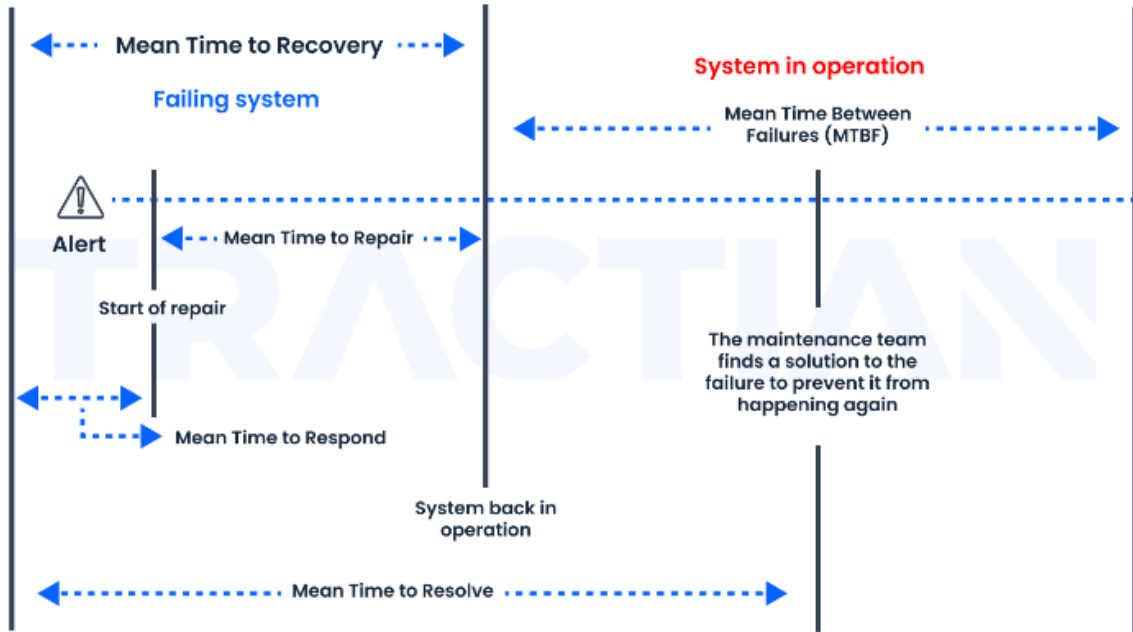 Mean Time to Recovery
System in operation
Failing system
Mean Time Between
Failures (MTBF)
Alert
Mean Time to Repair
TRACTIAN
Start of repair
The maintenance team
finds a solution to the
failure to prevent it from
happening again
Mean Time to Respond
System back in
operation
Mean Time to Resolve